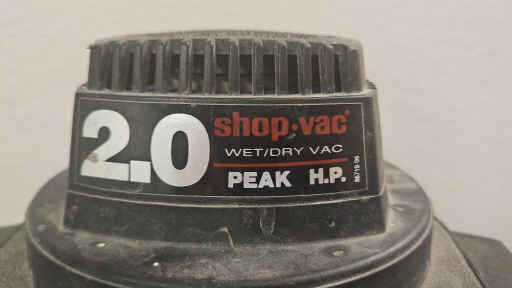 2.0
shop·vac®
WET/DRY VAC
PEAK H.P.